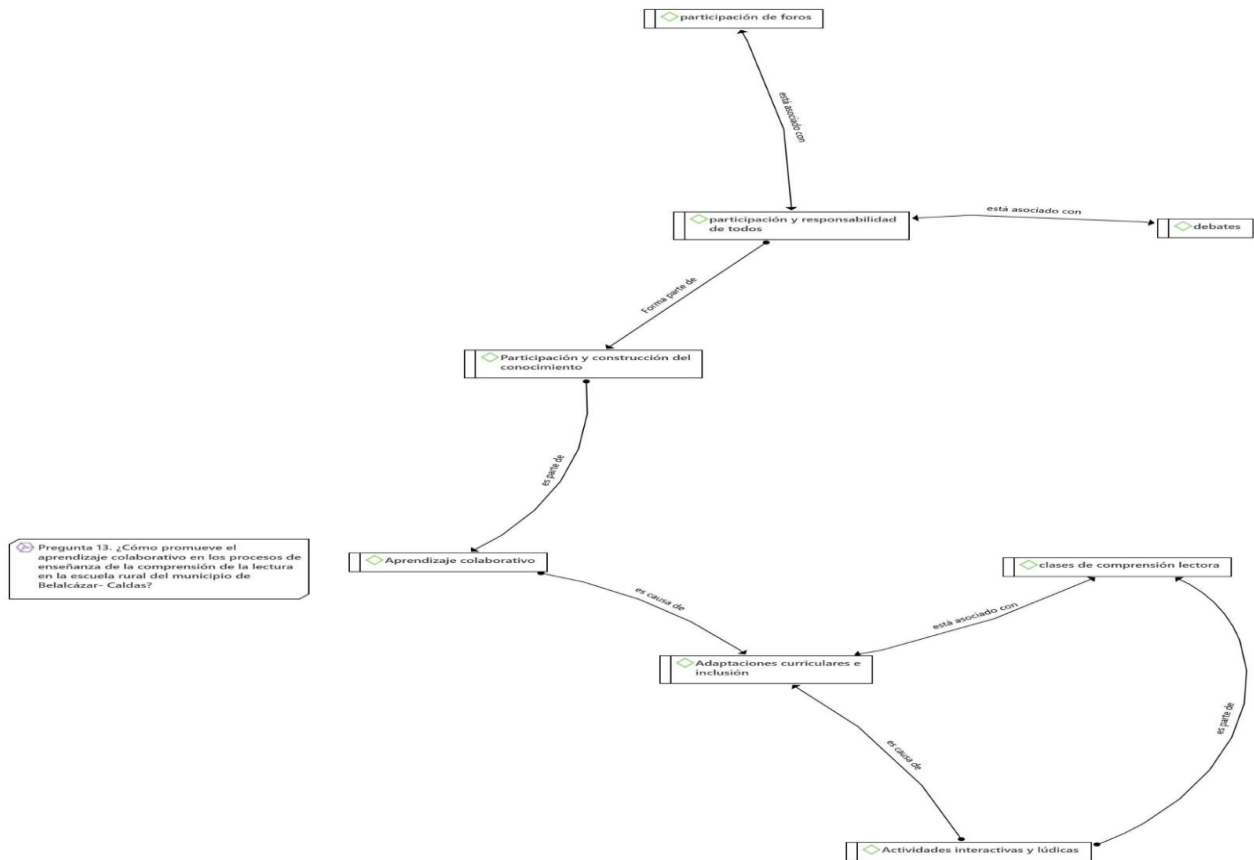 participación de foros
está asociado con
participación y responsabilidad
de todos
está asociado con
debates
Forma parte de
Participación y construcción del
conocimiento
es parte de
Pregunta 13. ¿Cómo promueve el
aprendizaje colaborativo en los procesos de
enseñanza de la comprensión de la lectura
en la escuela rural del municipio de
Belalcázar- Caldas?
Aprendizaje colaborativo
clases de comprensión lectora
es causa de
está asociado con
Adaptaciones curriculares e
inclusión
es parte de
es causa de
Actividades interactivas y lúdicas